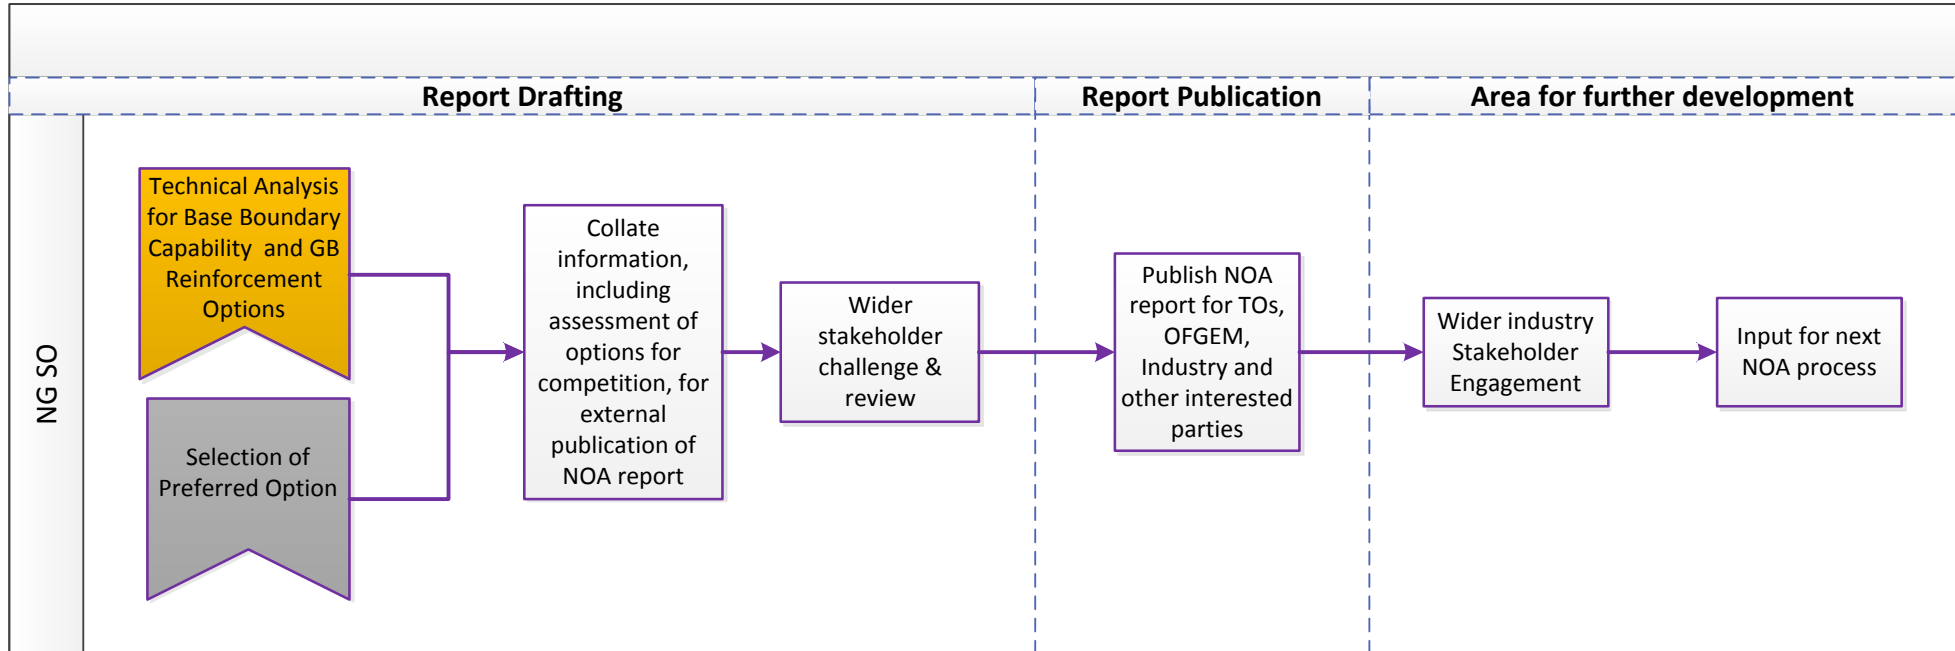 Report Drafting
Report Publication
Area for further development
NG SO
Technical Analysis
for Base Boundary
Capability and GB
Reinforcement
Options
Selection of
Preferred Option
Collate
information,
including
assessment of
options for
competition, for
external
publication of
NOA report
Wider
stakeholder
challenge &
review
Publish NOA
report for TOs,
OFGEM,
Industry and
other interested
parties
Wider industry
Stakeholder
Engagement
Input for next
NOA process